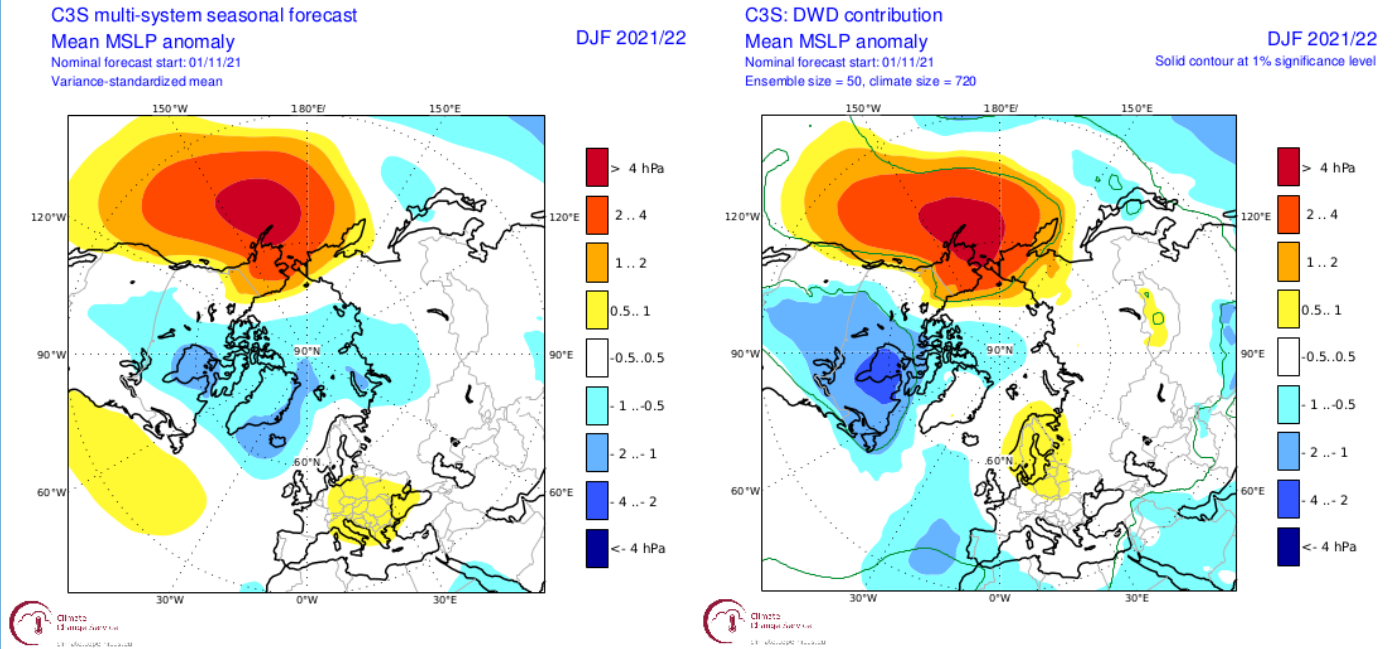 C3S multi-system seasonal forecast
Mean MSLP anomaly
DJF 2021/22
Nominal forecast start: 01/11/21
Variance-standardized mean
150°W
180°E/
150°E
120°W
120°E
90°W
90°N
90°E
60°W
60°N
60°E
30°W
0°W
30°E
> 4 hPa
2 . . 4
1 . . 2
0.5 . . 1
-0.5..0.5
- 1 ..-0.5
- 2 ..- 1
- 4 ..- 2
<- 4 hPa
Climate
Change Service
C3S: DWD contribution
Mean MSLP anomaly
DJF 2021/22
Nominal forecast start: 01/11/21
Solid contour at 1% significance level
Ensemble size = 50, climate size = 720
150°W
180°E/
150°E
120°W
120°E
90°W
90°N
90°E
60°W
60°N
60°E
30°W
0°W
30°E
> 4 hPa
2 . . 4
1 . . 2
0.5 . . 1
-0.5..0.5
- 1 ..-0.5
- 2 ..- 1
- 4 ..- 2
<- 4 hPa
Climate
Change Service